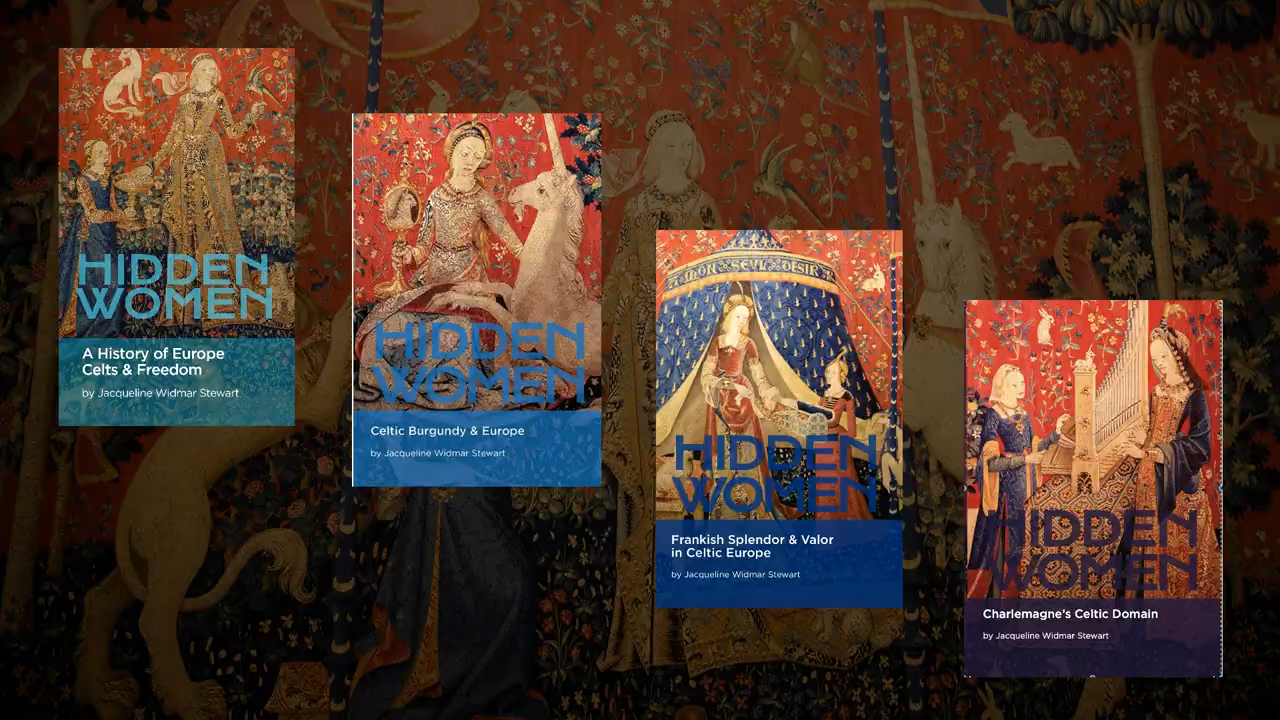 HIDDEN
WOMEN
A History of Europe
Celts & Freedom
by Jacqueline Widmar Stewart
HIDDEN
WOMEN
Celtic Burgundy & Europe
by Jacqueline Widmar Stewart
MON · SEVL · DESIR
HIDDEN
WOMEN
Frankish Splendor & Valor
in Celtic Europe
by Jacqueline Widmar Stewart
HIDDEN
WOMEN
Charlemagne's Celtic Domain
by Jacqueline Widmar Stewart